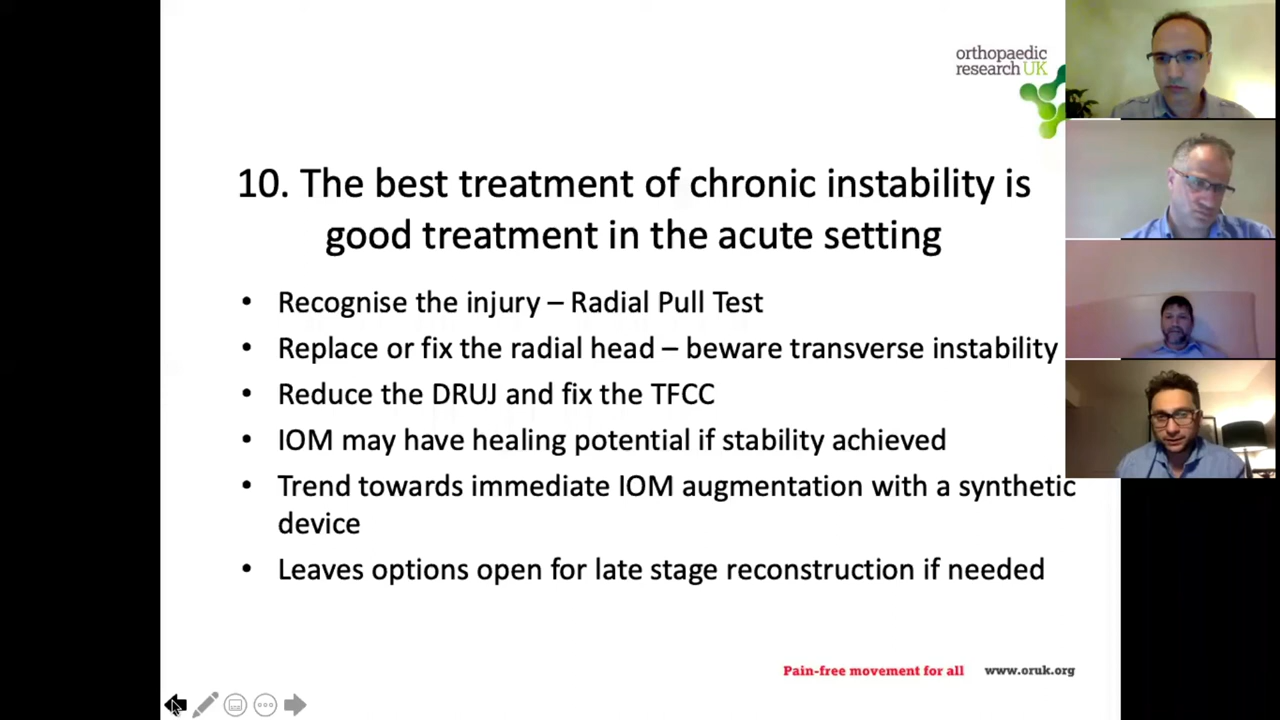 orthopaedic
research UK
10. The best treatment of chronic instability is
good treatment in the acute setting
• Recognise the injury – Radial Pull Test
• Replace or fix the radial head – beware transverse instability
• Reduce the DRUJ and fix the TFCC
• IOM may have healing potential if stability achieved
• Trend towards immediate IOM augmentation with a synthetic
device
• Leaves options open for late stage reconstruction if needed
Pain-free movement for all www.oruk.org